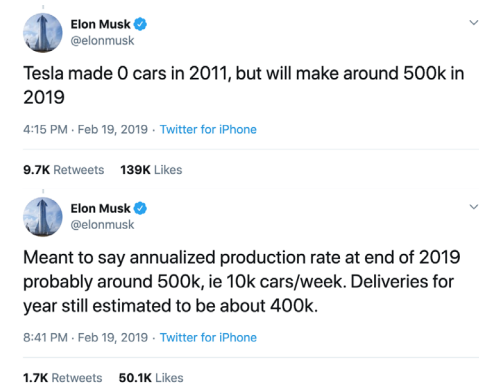 Elon Musk
@elonmusk
Tesla made 0 cars in 2011, but will make around 500k in
2019
4:15 PM · Feb 19, 2019 · Twitter for iPhone
9.7K Retweets 139K Likes
Elon Musk
@elonmusk
Meant to say annualized production rate at end of 2019
probably around 500k, ie 10k cars/week. Deliveries for
year still estimated to be about 400k.
8:41 PM · Feb 19, 2019 · Twitter for iPhone
1.7K Retweets 50.1K Likes